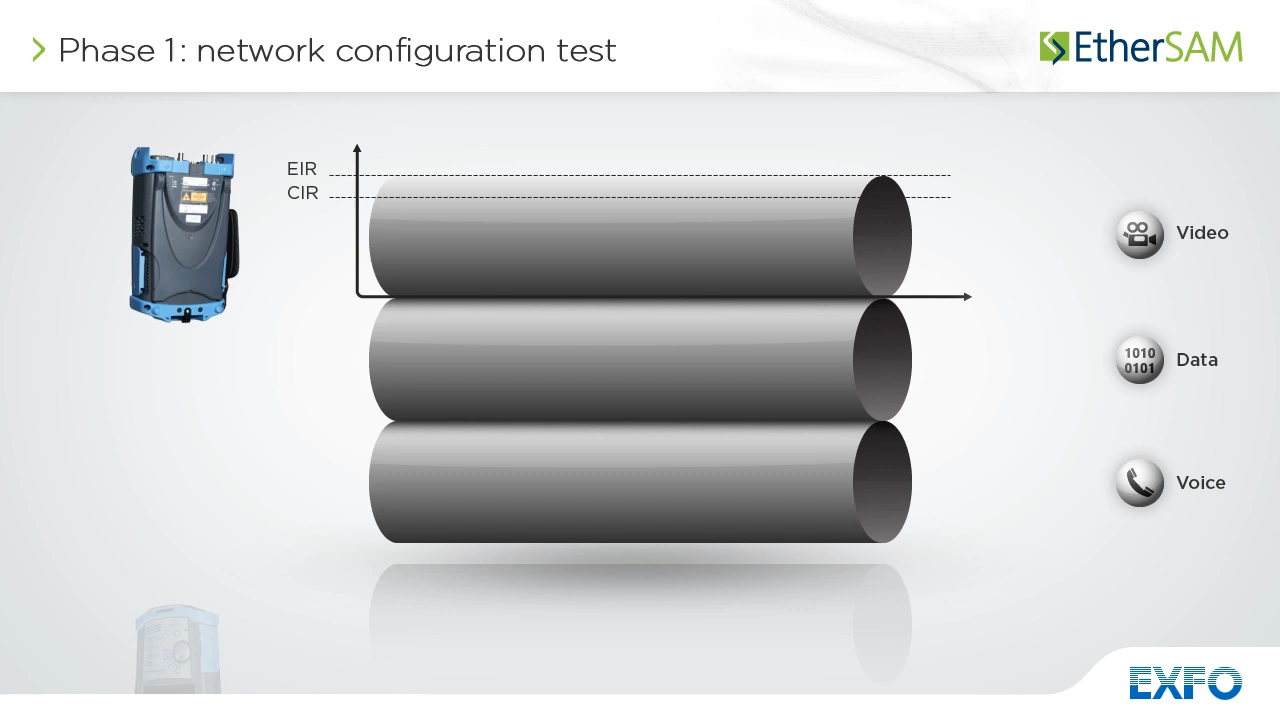 Phase 1: network configuration test
EtherSAM
EIR
CIR
Video
1010
0101
Data
Voice
EXFO